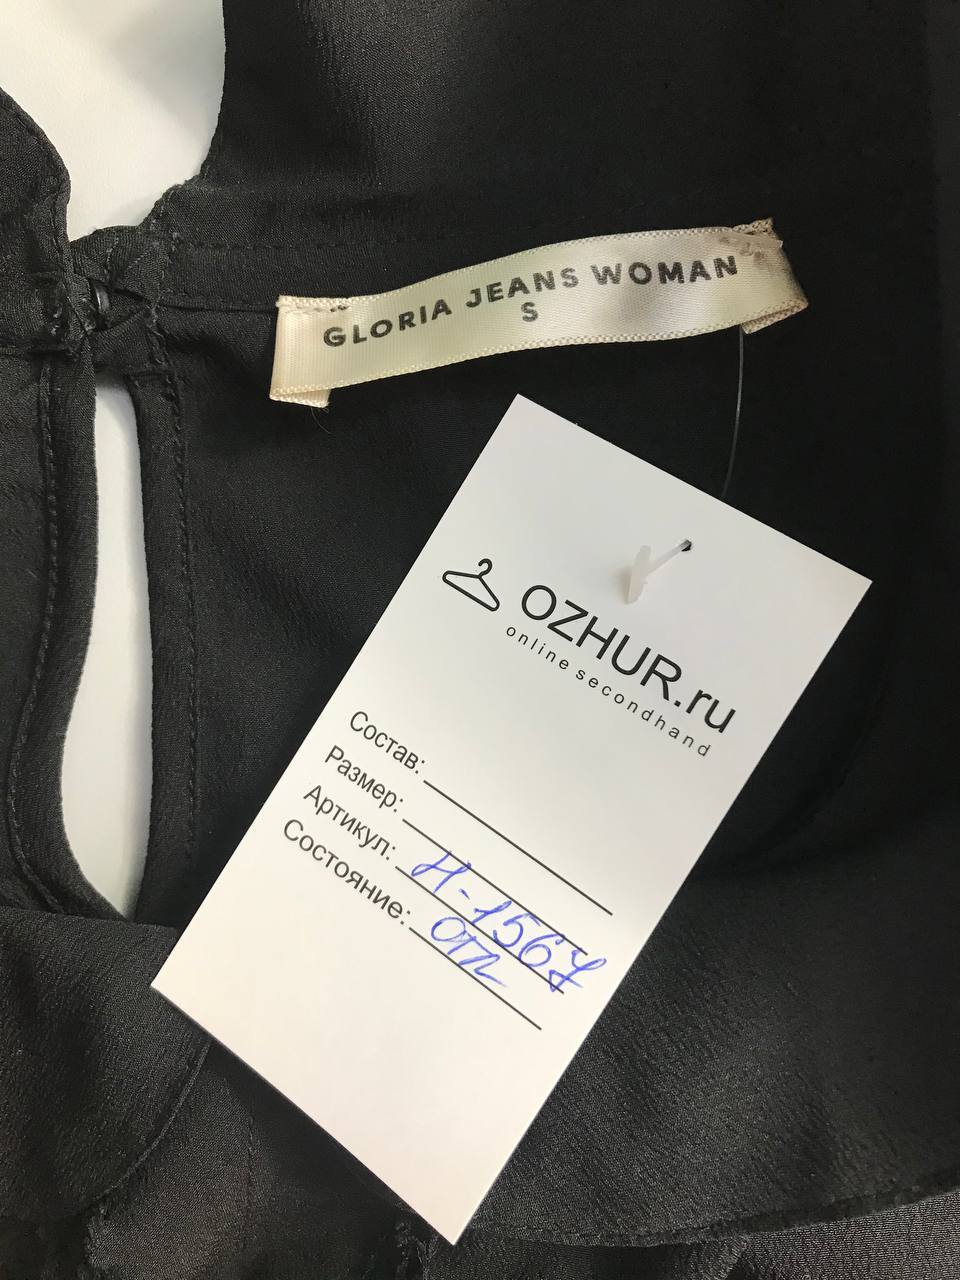 GLORIA JEANS WOMAN
S
OZHUR.ru
online secondhand
Состав:
Размер:
Артикул: Н-1567
Состояние: отл